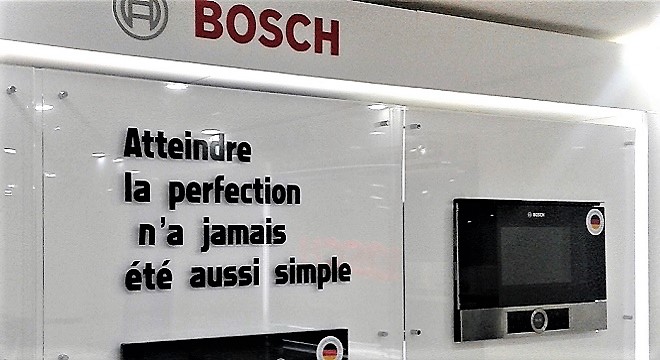 BOSCH
Atteindre
la perfection
n'a jamais
été aussi simple
BOSCH